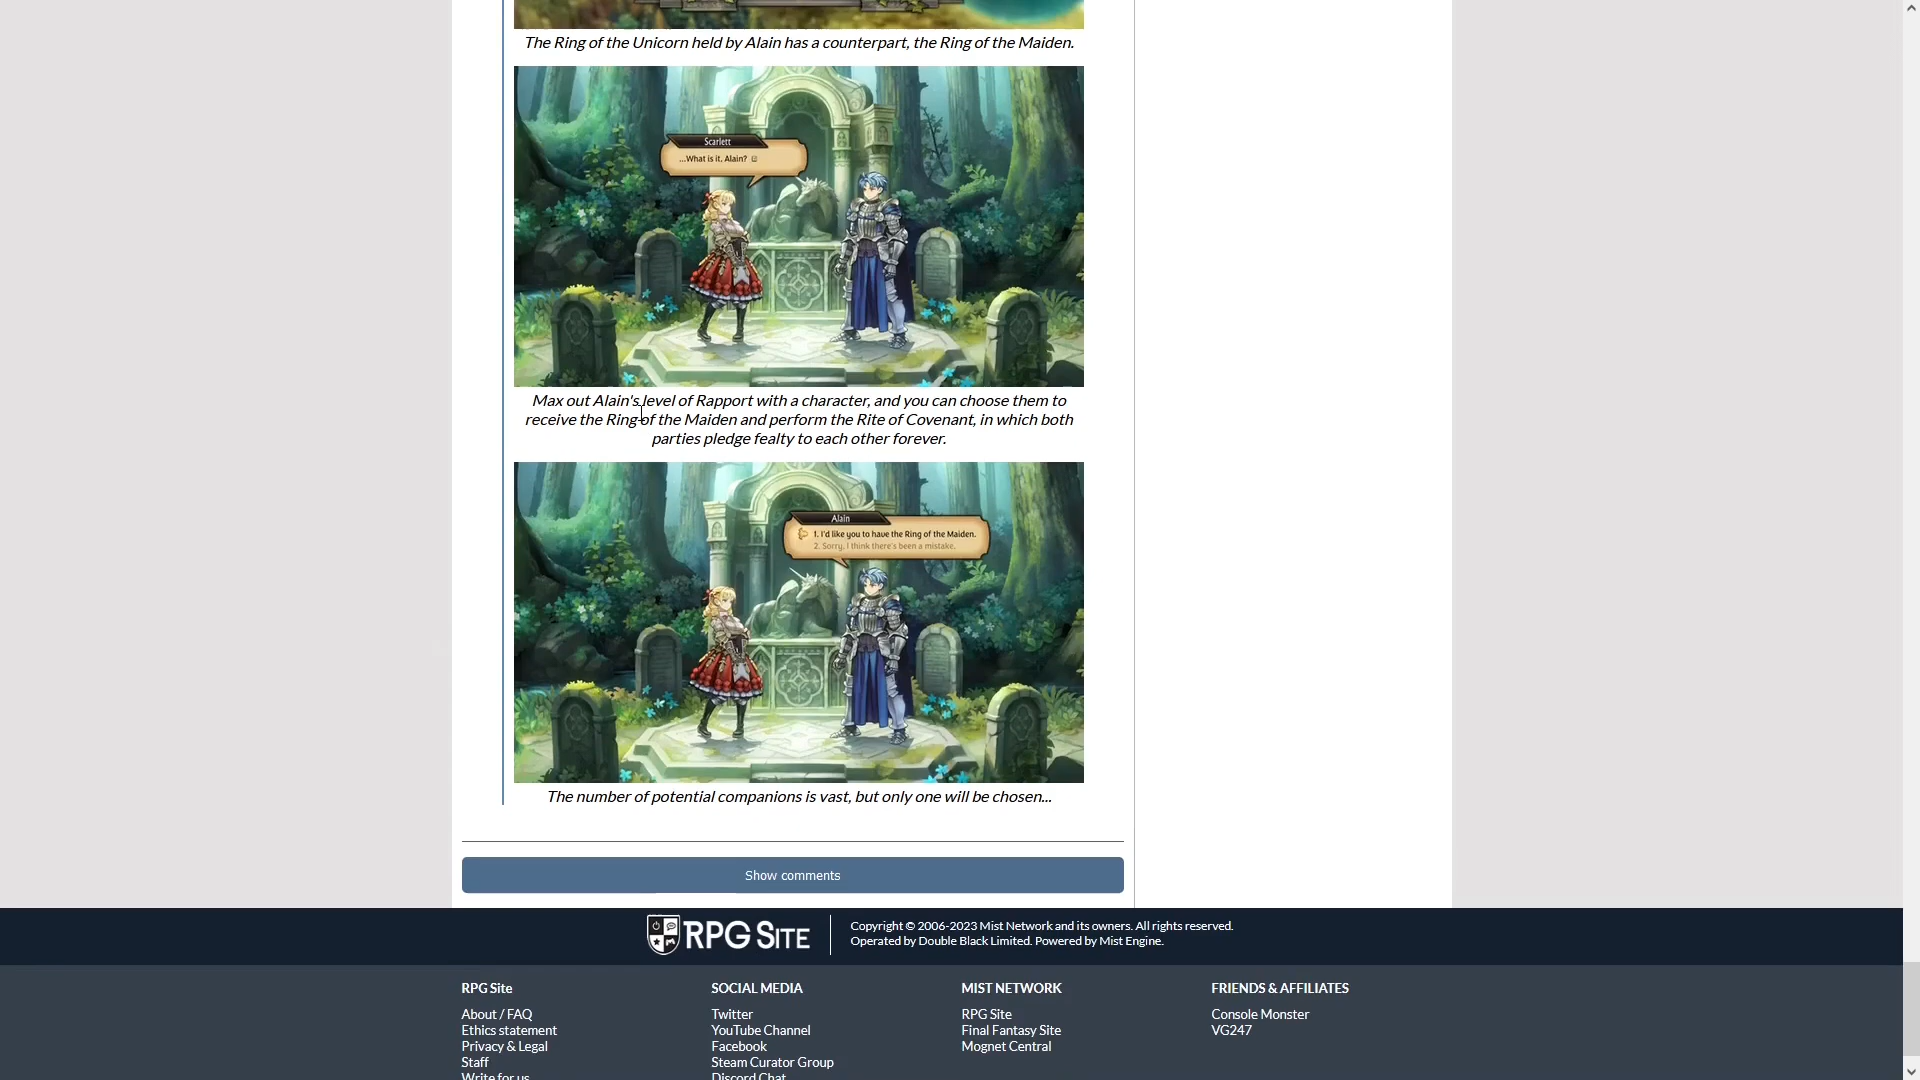 The Ring of the Unicorn held by Alain has a counterpart, the Ring of the Maiden.
Scarlett
...What is it, Alain?
Max out Alain's level of Rapport with a character, and you can choose them to
receive the Ring of the Maiden and perform the Rite of Covenant, in which both
parties pledge fealty to each other forever.
Alain
1. I'd like you to have the Ring of the Maiden.
2. Sorry, I think there's been a mistake.
The number of potential companions is vast, but only one will be chosen...
Show comments
RPG SITE
Copyright © 2006-2023 Mist Network and its owners. All rights reserved.
Operated by Double Black Limited. Powered by Mist Engine.
RPG Site
About / FAQ
Ethics statement
Privacy & Legal
Staff
Write for us
SOCIAL MEDIA
Twitter
YouTube Channel
Facebook
Steam Curator Group
Discord Chat
MIST NETWORK
RPG Site
Final Fantasy Site
Mognet Central
FRIENDS & AFFILIATES
Console Monster
VG247